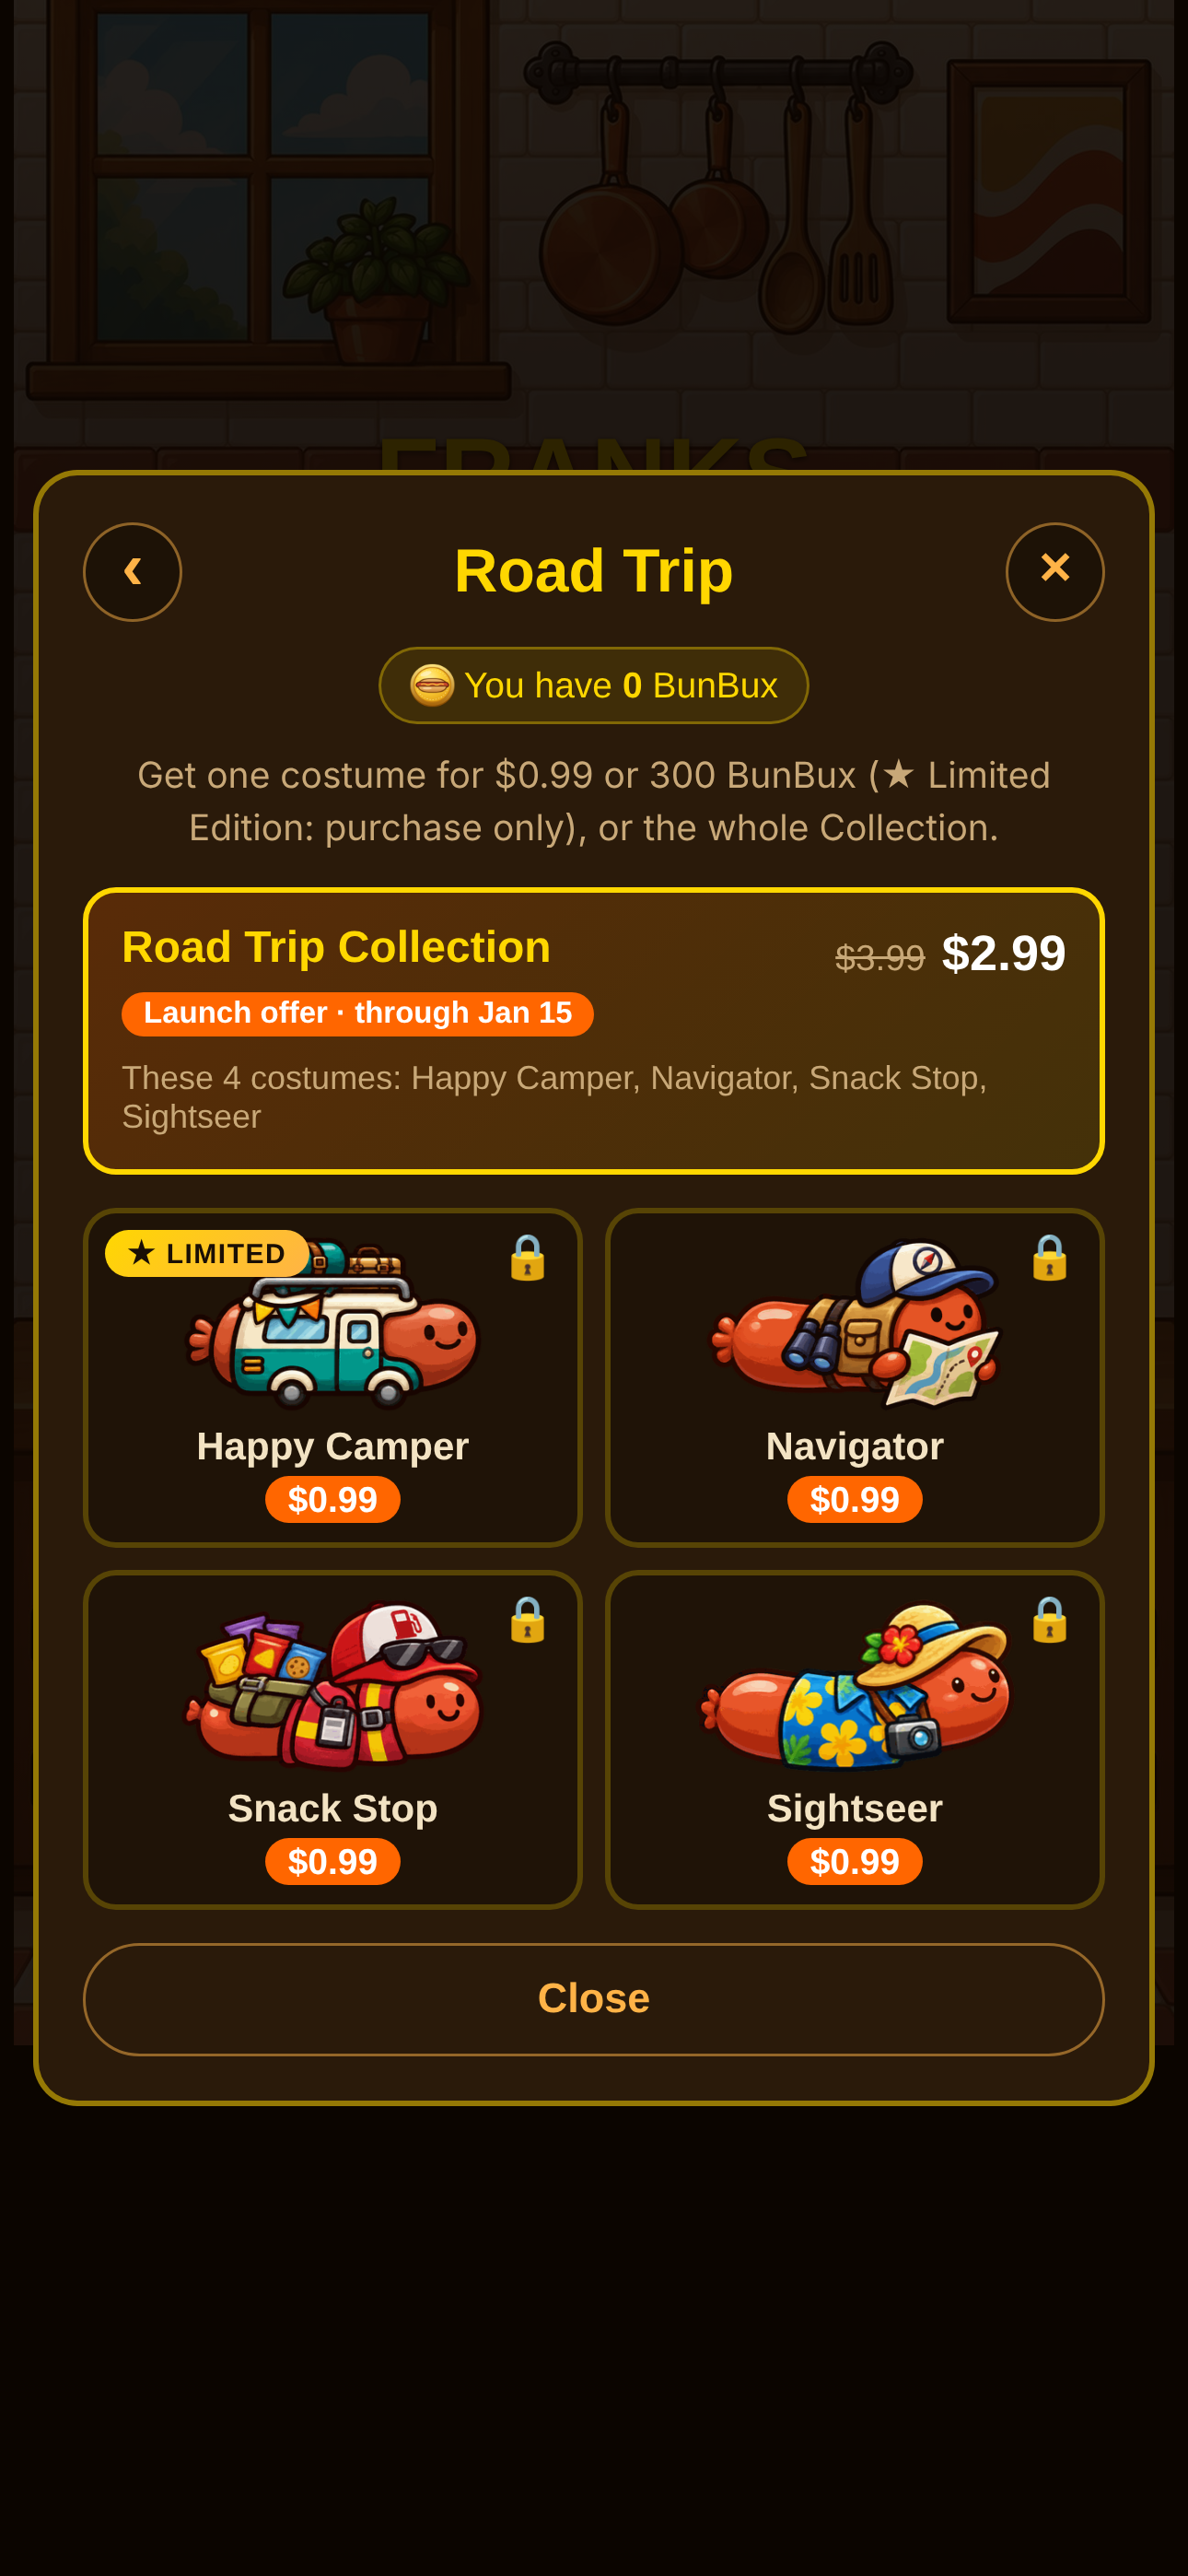 FRANKS
‹
Road Trip
✕
You have 0 BunBux
Get one costume for $0.99 or 300 BunBux (★ Limited
Edition: purchase only), or the whole Collection.
Road Trip Collection
$3.99 $2.99
Launch offer · through Jan 15
These 4 costumes: Happy Camper, Navigator, Snack Stop,
Sightseer
★ LIMITED
Happy Camper
$0.99
Navigator
$0.99
Snack Stop
$0.99
Sightseer
$0.99
Close